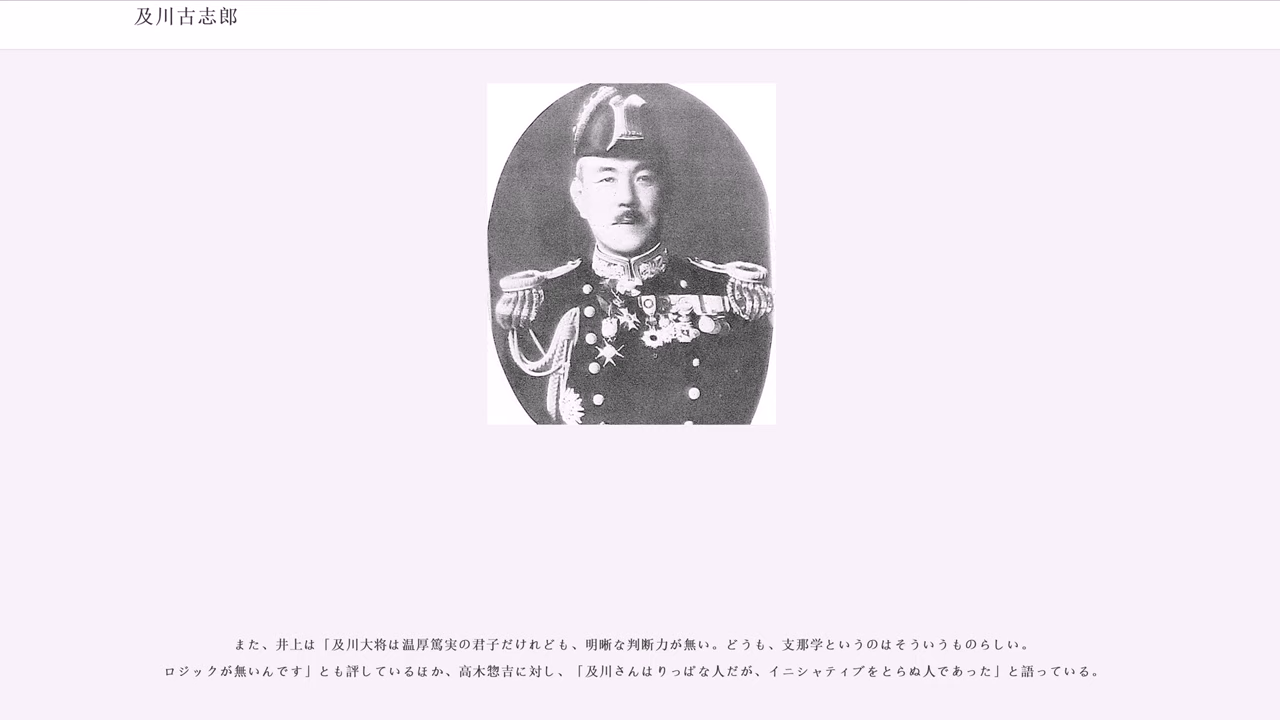 及川古志郎
また、井上は「及川大将は温厚篤実の君子だけれども、明晰な判断力が無い。どうも、支那学というのはそういうものらしい。
ロジックが無いんです」とも評しているほか、高木惣吉に対し、「及川さんはりっぱな人だが、イニシャティブをとらぬ人であった」と語っている。